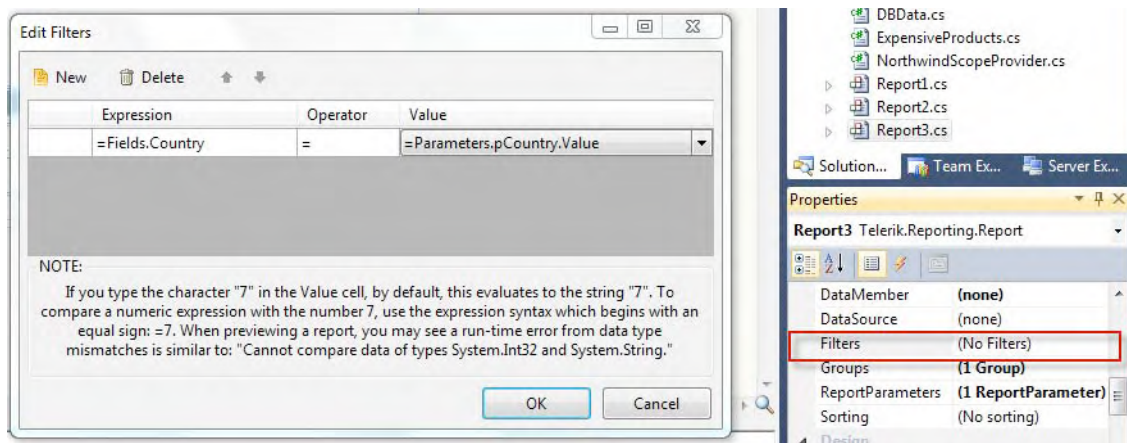 Edit Filters
New Delete
Expression Operator Value
=Fields.Country = =Parameters.pCountry.Value
NOTE:
If you type the character "7" in the Value cell, by default, this evaluates to the string "7". To
compare a numeric expression with the number 7, use the expression syntax which begins with an
equal sign: =7. When previewing a report, you may see a run-time error from data type
mismatches is similar to: "Cannot compare data of types System.Int32 and System.String."
OK Cancel
DBData.cs
ExpensiveProducts.cs
NorthwindScopeProvider.cs
Report1.cs
Report2.cs
Report3.cs
Solution... Team Ex... Server Ex...
Properties
Report3 Telerik.Reporting.Report
DataMember (none)
DataSource (none)
Filters (No Filters)
Groups (1 Group)
ReportParameters (1 ReportParameter)
Sorting (No sorting)
Design